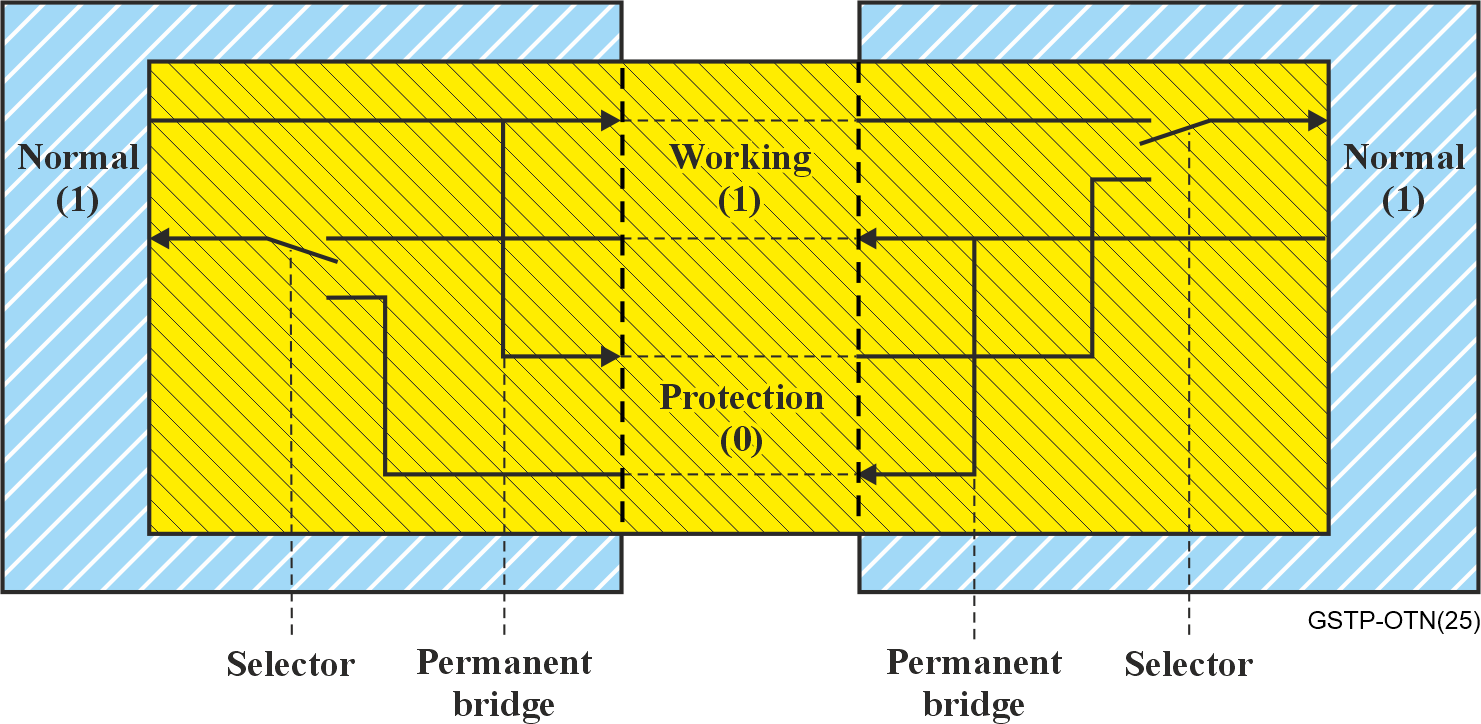 Normal
(1)
Working
(1)
Normal
(1)
Protection
(0)
GSTP-OTN(25)
Selector
Permanent
bridge
Permanent
bridge
Selector